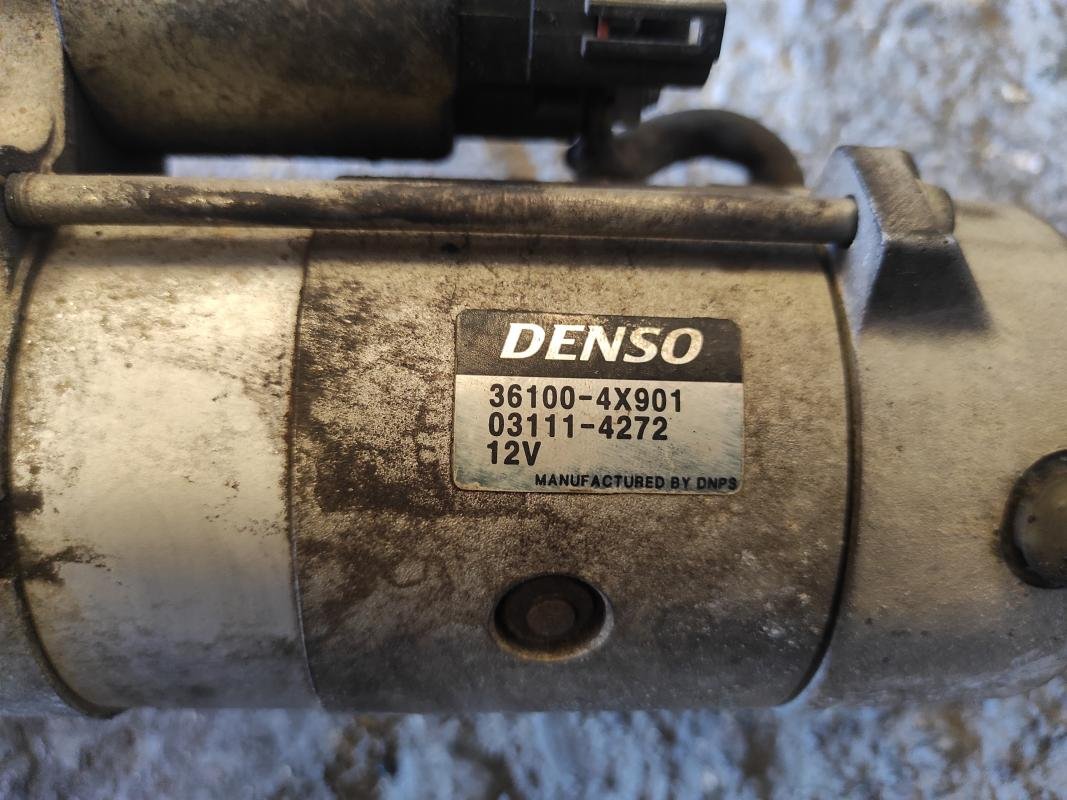 DENSO
36100-4X901
03111-4272
12V
MANUFACTURED BY DNPS